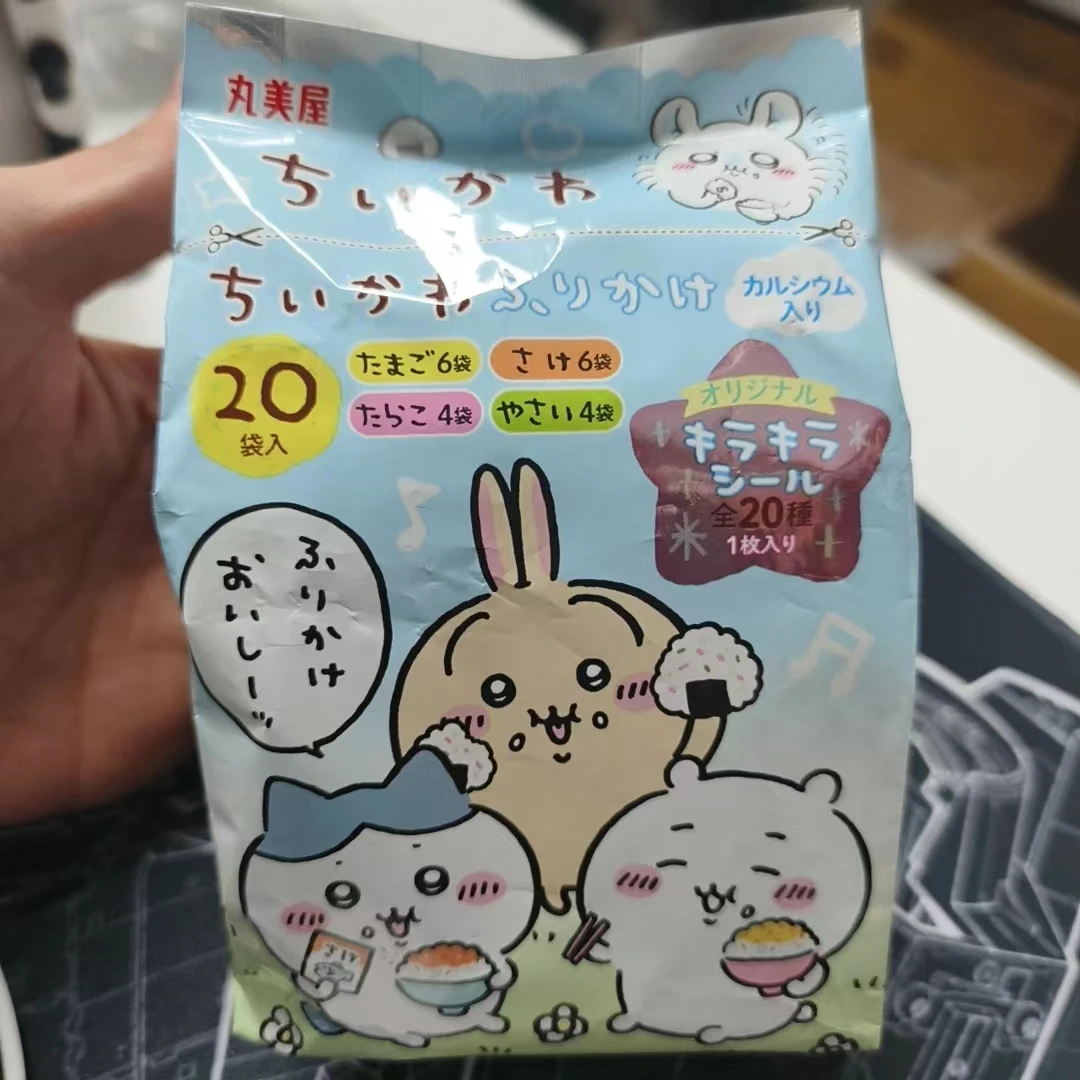 丸美屋
ちいかわ
ちいかわ ふりかけ
カルシウム
入り
20
袋入
たまご6袋
さけ6袋
たらこ4袋
やさい4袋
オリジナル
キラキラ
シール
全20種
1枚入り
ふりかけ
おいしーッ
さけ